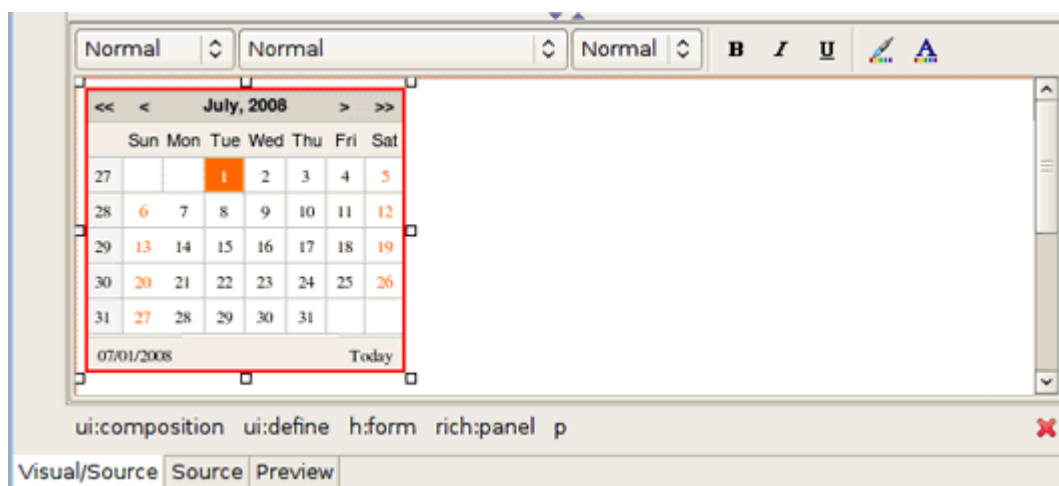 Normal Normal Normal B I U A
<< < July, 2008 > >>
Sun Mon Tue Wed Thu Fri Sat
27 1 2 3 4 5
28 6 7 8 9 10 11 12
29 13 14 15 16 17 18 19
30 20 21 22 23 24 25 26
31 27 28 29 30 31
07/01/2008 Today
ui:composition ui:define h:form rich:panel p
Visual/Source Source Preview